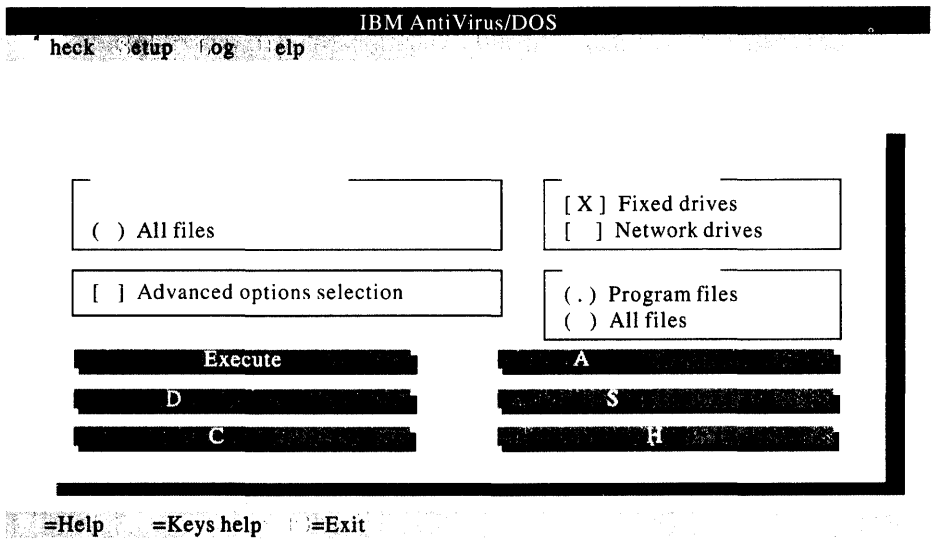 IBM AntiVirus/DOS
heck etup og elp
[ X ] Fixed drives
( ) All files
[ ] Network drives
[ ] Advanced options selection
(.) Program files
( ) All files
Execute
A
D
S
C
H
=Help =Keys help =Exit